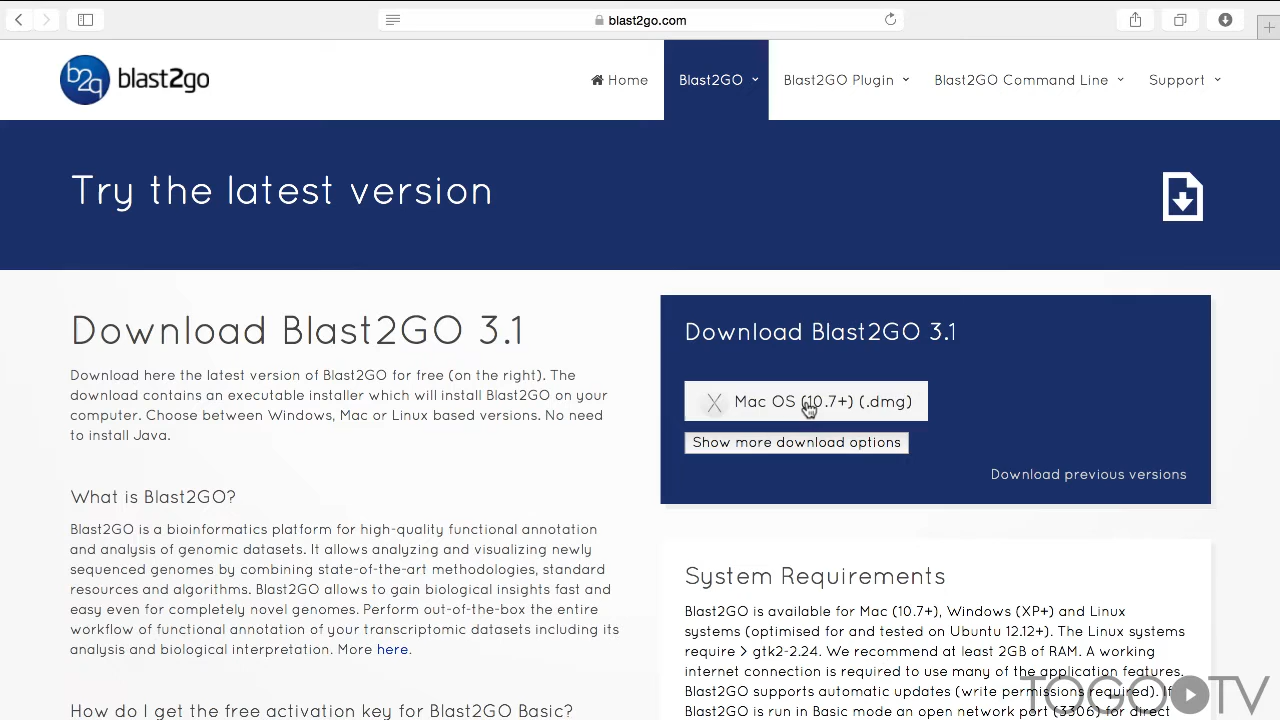 blast2go.com
b2g blast2go
Home Blast2GO Blast2GO Plugin Blast2GO Command Line Support
Try the latest version
Download Blast2GO 3.1
Download here the latest version of Blast2GO for free (on the right). The
download contains an executable installer which will install Blast2GO on your
computer. Choose between Windows, Mac or Linux based versions. No need
to install Java.
What is Blast2GO?
Blast2GO is a bioinformatics platform for high-quality functional annotation
and analysis of genomic datasets. It allows analyzing and visualizing newly
sequenced genomes by combining state-of-the-art methodologies, standard
resources and algorithms. Blast2GO allows to gain biological insights fast and
easy even for completely novel genomes. Perform out-of-the-box the entire
workflow of functional annotation of your transcriptomic datasets including its
analysis and biological interpretation. More here.
How do I get the free activation key for Blast2GO Basic?
Download Blast2GO 3.1
X Mac OS (10.7+) (.dmg)
Show more download options
Download previous versions
System Requirements
Blast2GO is available for Mac (10.7+), Windows (XP+) and Linux
systems (optimised for and tested on Ubuntu 12.12+). The Linux systems
require > gtk2-2.24. We recommend at least 2GB of RAM. A working
internet connection is required to use many of the application features.
Blast2GO supports automatic updates (write permissions required). If
Blast2GO is run in Basic mode an open network port (3306) for direct
TOGO TV